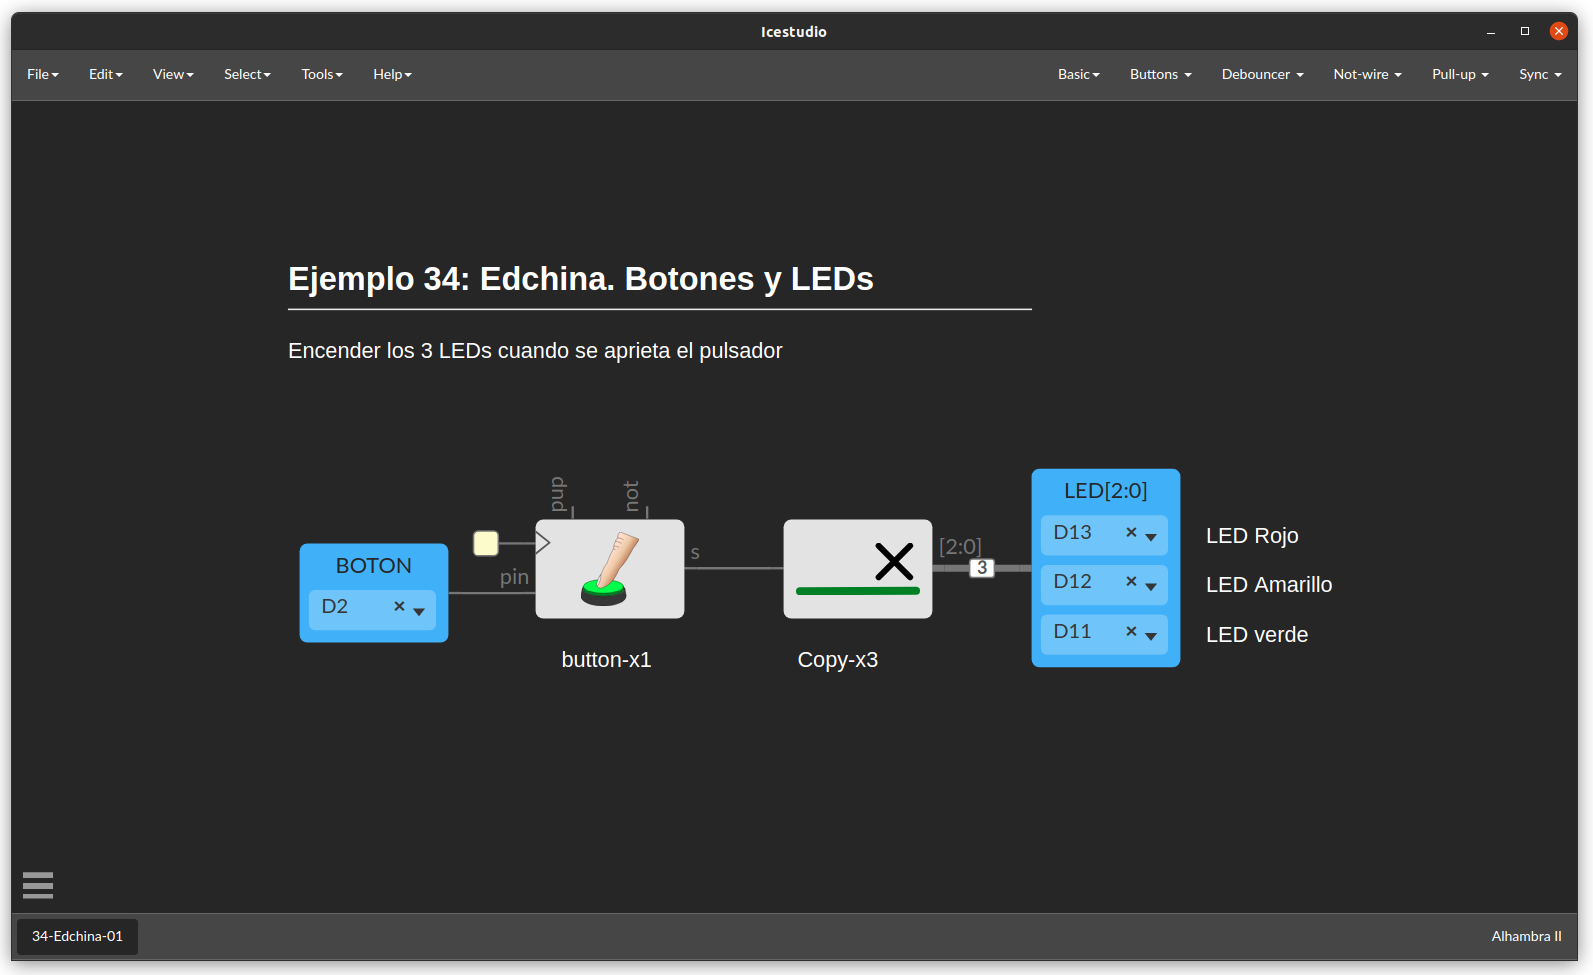 Icestudio
File Edit View Select Tools Help Basic Buttons Debouncer Not-wire Pull-up Sync
Ejemplo 34: Edchina. Botones y LEDs
Encender los 3 LEDs cuando se aprieta el pulsador
BOTON
D2
pup
not
pin
s
button-x1
Copy-x3
[2:0]
3
LED[2:0]
D13
D12
D11
LED Rojo
LED Amarillo
LED verde
34-Edchina-01
Alhambra II